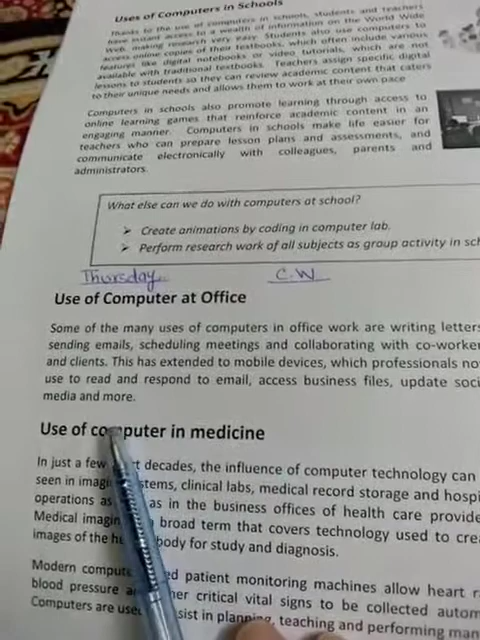 Uses of Computers in Schools
Thanks to the use of computers in schools, students and teachers
have instant access to a wealth of information on the World Wide
Web, making research very easy. Students also use computers to
access online copies of their textbooks, which often include various
features like digital notebooks or video tutorials, which are not
available with traditional textbooks. Teachers assign specific digital
lessons to students so they can review academic content that caters
to their unique needs and allows them to work at their own pace
Computers in schools also promote learning through access to
online learning games that reinforce academic content in an
engaging manner. Computers in schools make life easier for
teachers who can prepare lesson plans and assessments, and
communicate electronically with colleagues, parents and
administrators.
What else can we do with computers at school?
➢ Create animations by coding in computer lab.
➢ Perform research work of all subjects as group activity in sch
Thursday C.W
Use of Computer at Office
Some of the many uses of computers in office work are writing letters
sending emails, scheduling meetings and collaborating with co-worke
and clients. This has extended to mobile devices, which professionals no
use to read and respond to email, access business files, update soci
media and more.
Use of computer in medicine
In just a few decades, the influence of computer technology can
seen in imag stems, clinical labs, medical record storage and hospi
operations as as in the business offices of health care provide
Medical imagin broad term that covers technology used to crea
images of the h body for study and diagnosis.
Modern comput ed patient monitoring machines allow heart r
blood pressure a her critical vital signs to be collected autom
Computers are used sist in planning, teaching and performing man